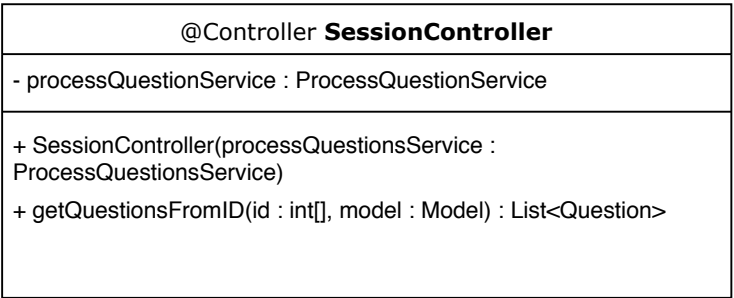 @Controller SessionController
- processQuestionService : ProcessQuestionService
+ SessionController(processQuestionsService :
ProcessQuestionsService)
+ getQuestionsFromID(id : int[], model : Model) : List<Question>